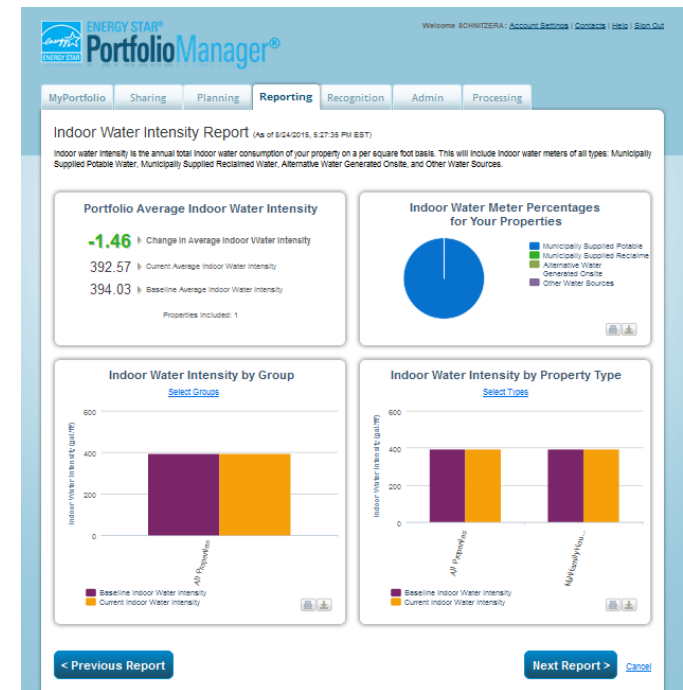 ENERGY STAR®
PortfolioManager®
ENERGY STAR
Welcome SCHNITZERA: Account Settings | Contacts | Help | Sign Out
MyPortfolio Sharing Planning Reporting Recognition Admin Processing
Indoor Water Intensity Report (As of 8/24/2015, 5:27:35 PM EST)
Indoor water intensity is the annual total indoor water consumption of your property on a per square foot basis. This will include indoor water meters of all types: Municipally
Supplied Potable Water, Municipally Supplied Reclaimed Water, Alternative Water Generated Onsite, and Other Water Sources.
Portfolio Average Indoor Water Intensity
-1.46 Change in Average Indoor Water Intensity
392.57 Current Average Indoor Water Intensity
394.03 Baseline Average Indoor Water Intensity
Properties Included: 1
Indoor Water Meter Percentages
for Your Properties
Municipally Supplied Potable
Municipally Supplied Reclaime
Alternative Water
Generated Onsite
Other Water Sources
Indoor Water Intensity by Group
Select Groups
Indoor Water Intensity (gal/ft²)
600
400
200
0
All Properties
Baseline Indoor Water Intensity
Current Indoor Water Intensity
Indoor Water Intensity by Property Type
Select Types
Indoor Water Intensity (gal/ft²)
600
400
200
0
All Properties
Multifamily Hou...
Baseline Indoor Water Intensity
Current Indoor Water Intensity
< Previous Report
Next Report >
Cancel